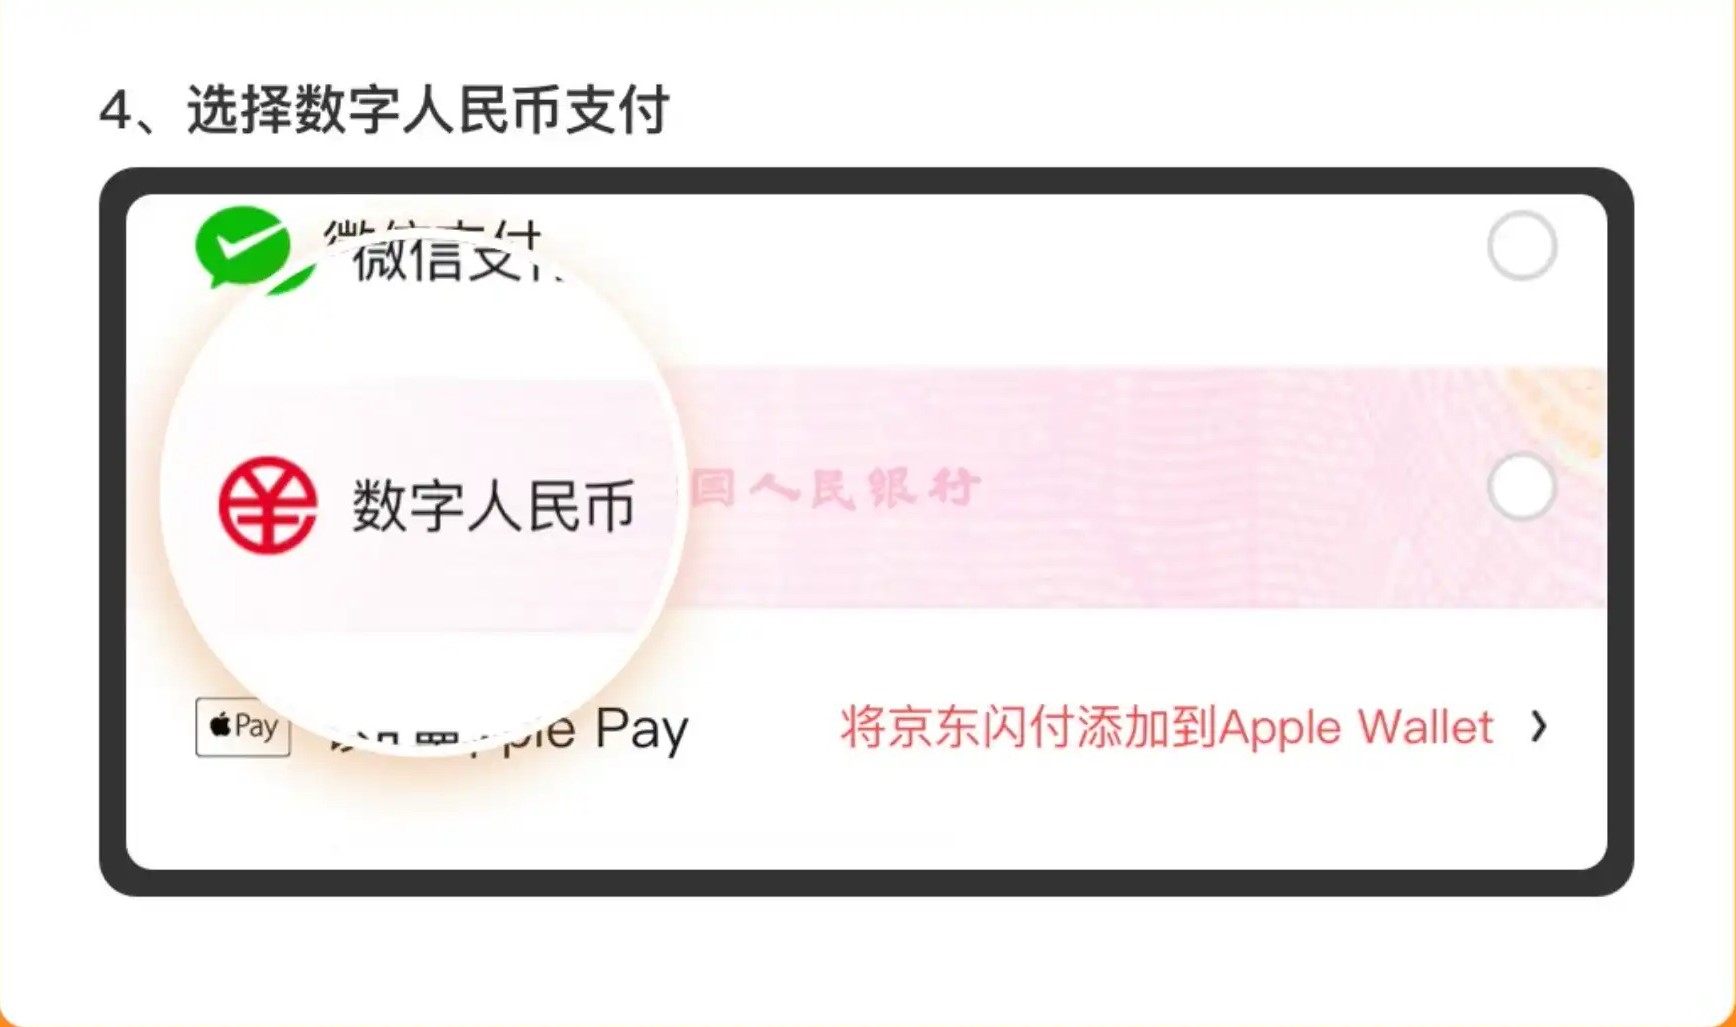 4、选择数字人民币支付
微信支付
数字人民币
国人民银行
Pay
Apple Pay
将京东闪付添加到Apple Wallet